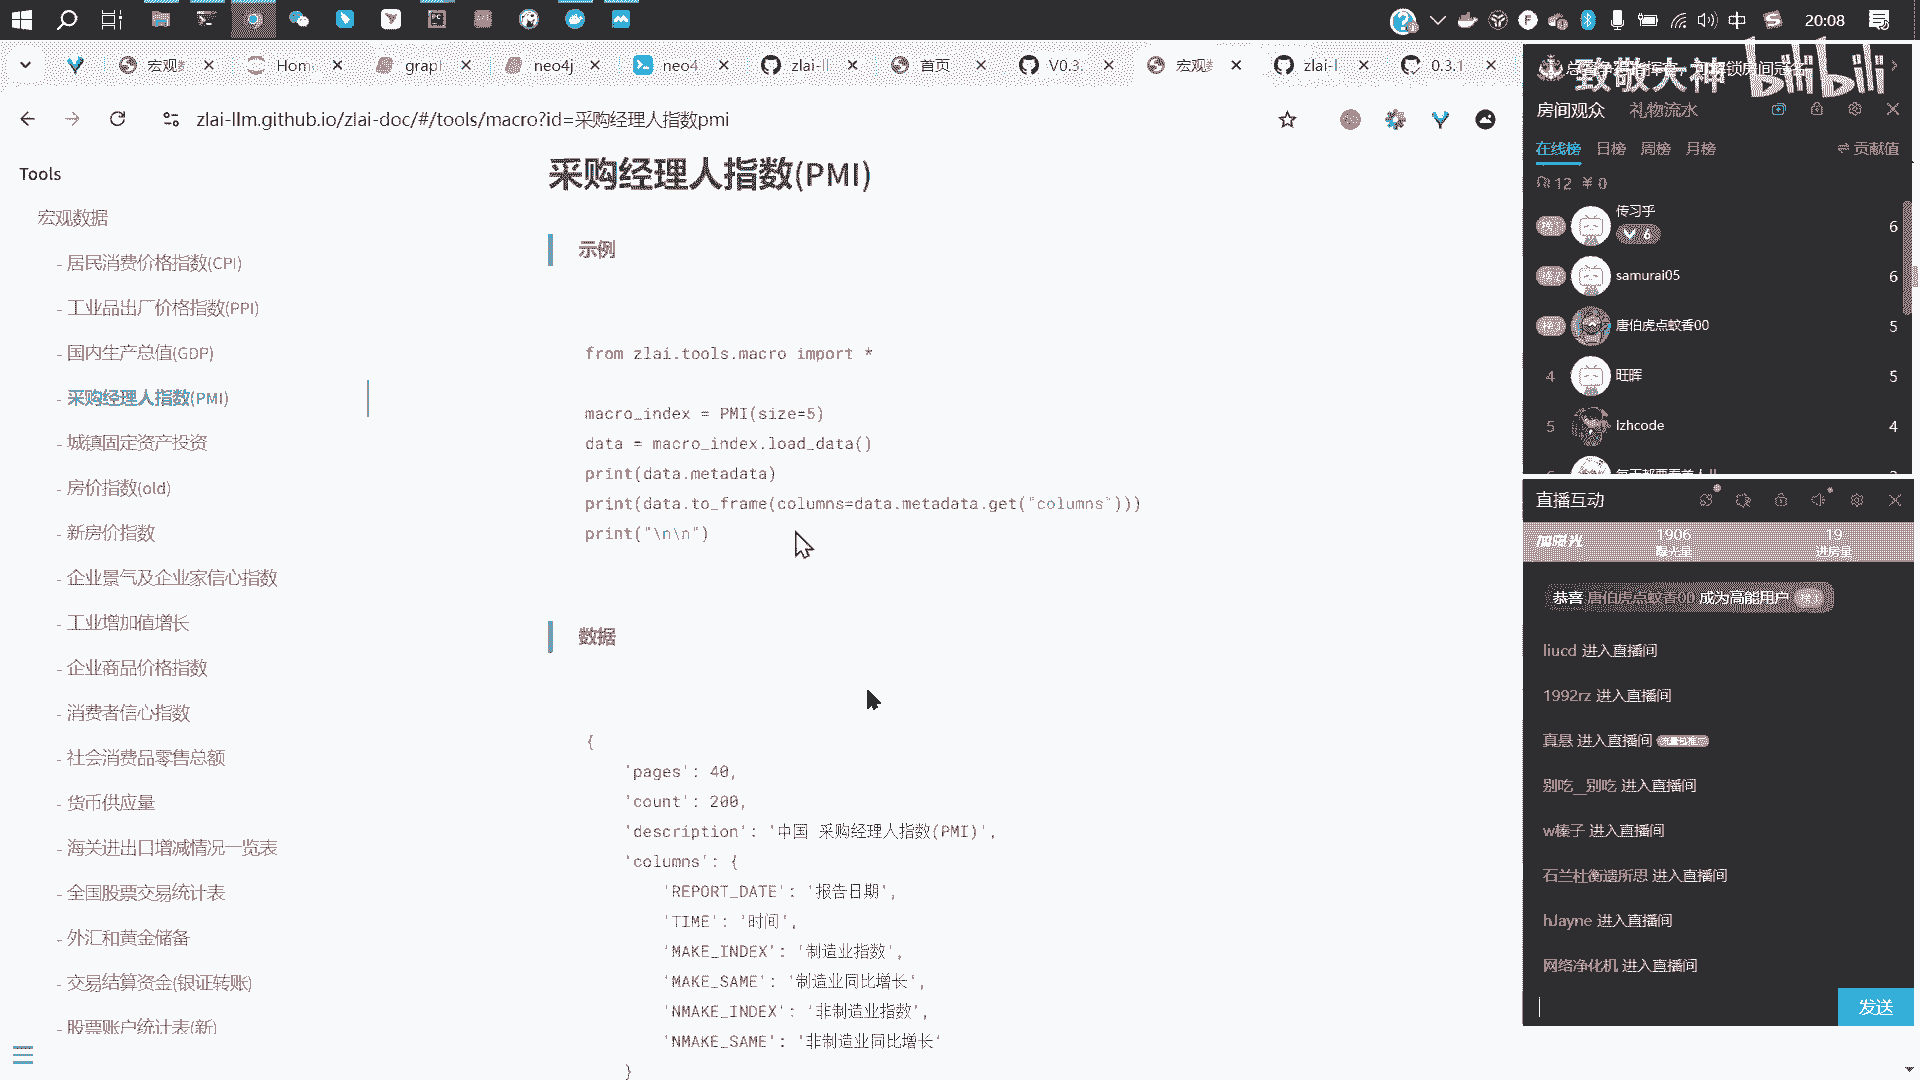 中
20:08
宏观数
Hom
grap
neo4j
neo4
zlai-ll
首页
V0.3.
宏观数
zlai-l
0.3.1
zlai-llm.github.io/zlai-doc/#/tools/macro?id=采购经理人指数pmi
Tools
宏观数据
- 居民消费价格指数(CPI)
- 工业品出厂价格指数(PPI)
- 国内生产总值(GDP)
- 采购经理人指数(PMI)
- 城镇固定资产投资
- 房价指数(old)
- 新房价指数
- 企业景气及企业家信心指数
- 工业增加值增长
- 企业商品价格指数
- 消费者信心指数
- 社会消费品零售总额
- 货币供应量
- 海关进出口增减情况一览表
- 全国股票交易统计表
- 外汇和黄金储备
- 交易结算资金(银证转账)
- 股票账户统计表(新)
采购经理人指数(PMI)
示例
from zlai.tools.macro import *
macro_index = PMI(size=5)
data = macro_index.load_data()
print(data.metadata)
print(data.to_frame(columns=data.metadata.get("columns")))
print("\n\n")
数据
{
'pages': 40,
'count': 200,
'description': '中国 采购经理人指数(PMI)',
'columns': {
'REPORT_DATE': '报告日期',
'TIME': '时间',
'MAKE_INDEX': '制造业指数',
'MAKE_SAME': '制造业同比增长',
'NMAKE_INDEX': '非制造业指数',
'NMAKE_SAME': '非制造业同比增长'
}
致敬大神
bilibili
房间观众 礼物流水
在线榜 日榜 周榜 月榜 贡献值
12 ¥ 0
传习乎
6
6
samurai05
6
唐伯虎点蚊香00
5
4 旺晖 5
5 lzhcode 4
直播互动
1906
曝光量
19
进房量
恭喜 唐伯虎点蚊香00 成为高能用户
liucd 进入直播间
1992rz 进入直播间
真悬 进入直播间
别吃__别吃 进入直播间
w榛子 进入直播间
石兰杜衡遗所思 进入直播间
hJayne 进入直播间
网络净化机 进入直播间
发送